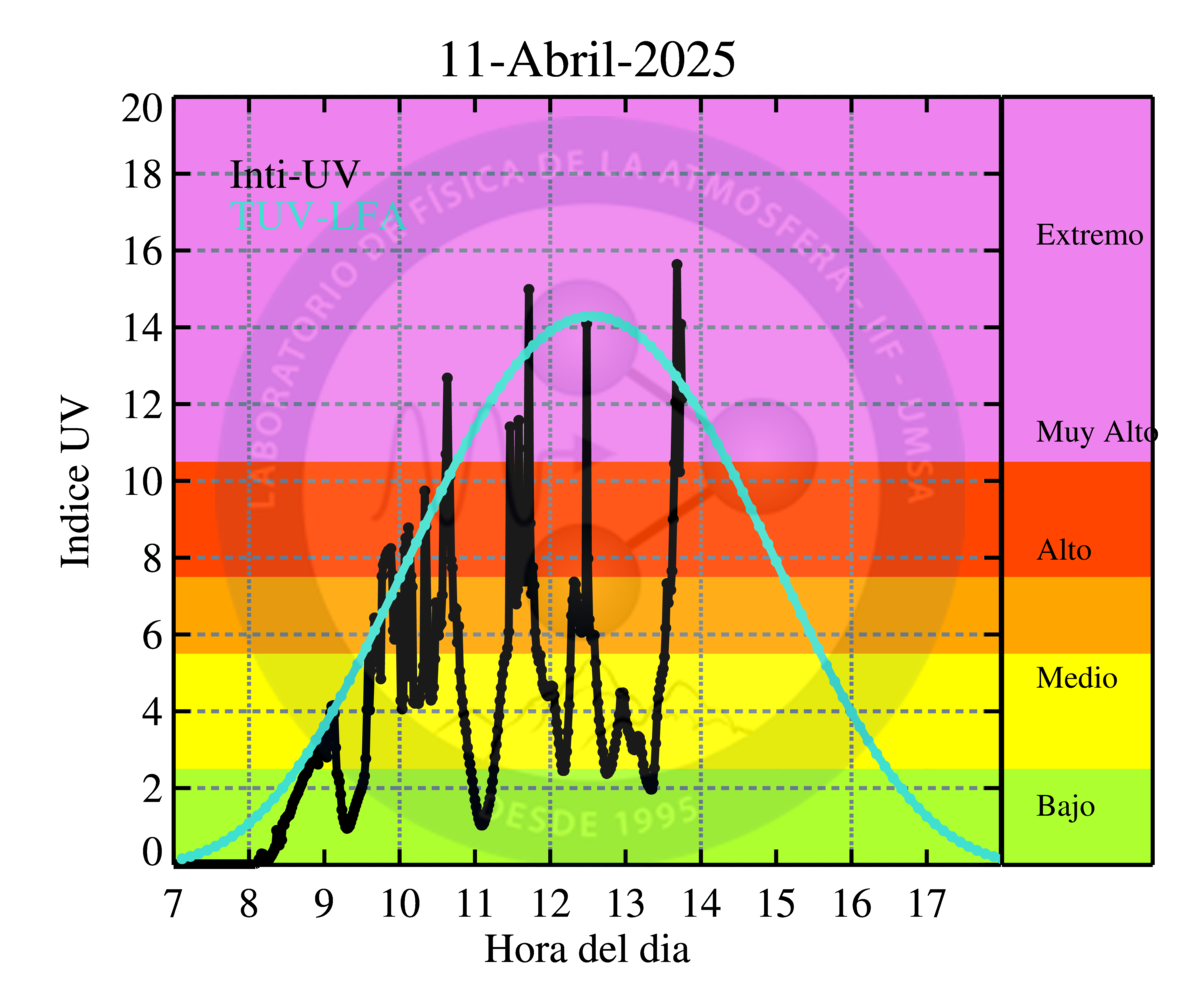 11-Abril-2025
Inti-UV
TUV-LFA
LABORATORIO DE FÍSICA DE LA ATMÓSFERA - IIF - UMSA
DESDE 1995
Indice UV
20
18
16
14
12
10
8
6
4
2
0
Extremo
Muy Alto
Alto
Medio
Bajo
7 8 9 10 11 12 13 14 15 16 17
Hora del dia